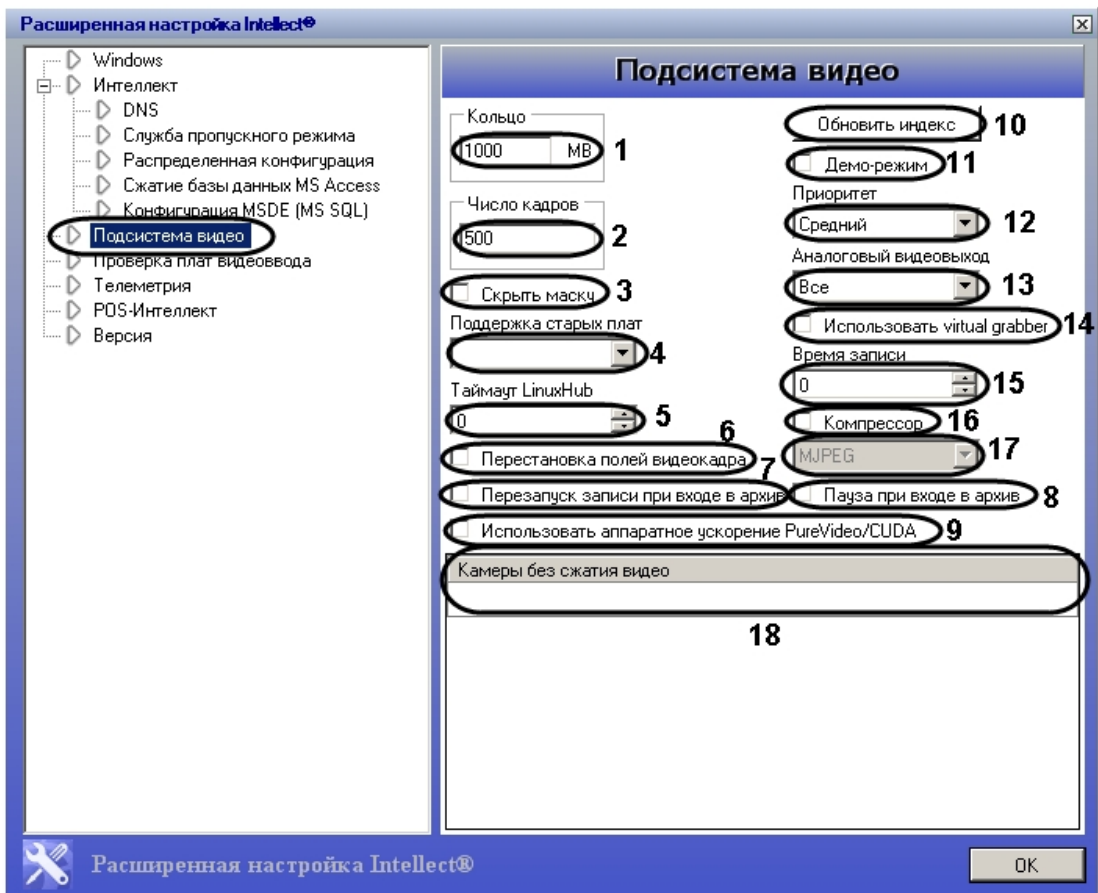 Расширенная настройка Intellect®
Windows
Интеллект
DNS
Служба пропускного режима
Распределенная конфигурация
Сжатие базы данных MS Access
Конфигурация MSDE (MS SQL)
Подсистема видео
Проверка плат видеоввода
Телеметрия
POS-Интеллект
Версия
Подсистема видео
Кольцо
1000 MB 1
Число кадров
500 2
Скрыть маску 3
Поддержка старых плат
4
Таймаут LinuxHub
0 5
6
Перестановка полей видеокадра 7
Перезапуск записи при входе в архив
Обновить индекс 10
Демо-режим 11
Приоритет
Средний 12
Аналоговый видеовыход
Все 13
Использовать virtual grabber 14
Время записи
0 15
Компрессор 16
MJPEG 17
Пауза при входе в архив 8
Использовать аппаратное ускорение PureVideo/CUDA 9
Камеры без сжатия видео
18
Расширенная настройка Intellect®
OK